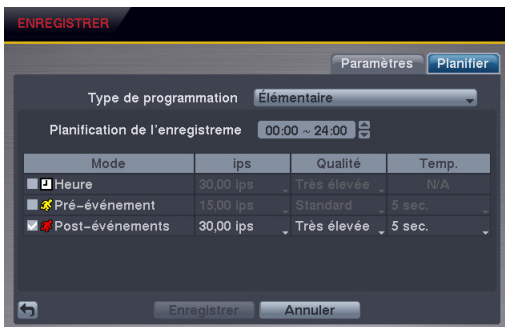 ENREGISTRER
Paramètres Planifier
Type de programmation Élémentaire
Planification de l'enregistreme 00:00 ~ 24:00
Mode ips Qualité Temp.
Heure 30,00 ips Très élevée N/A
Pré-événement 15,00 ips Standard 5 sec.
Post-événements 30,00 ips Très élevée 5 sec.
Enregistrer Annuler